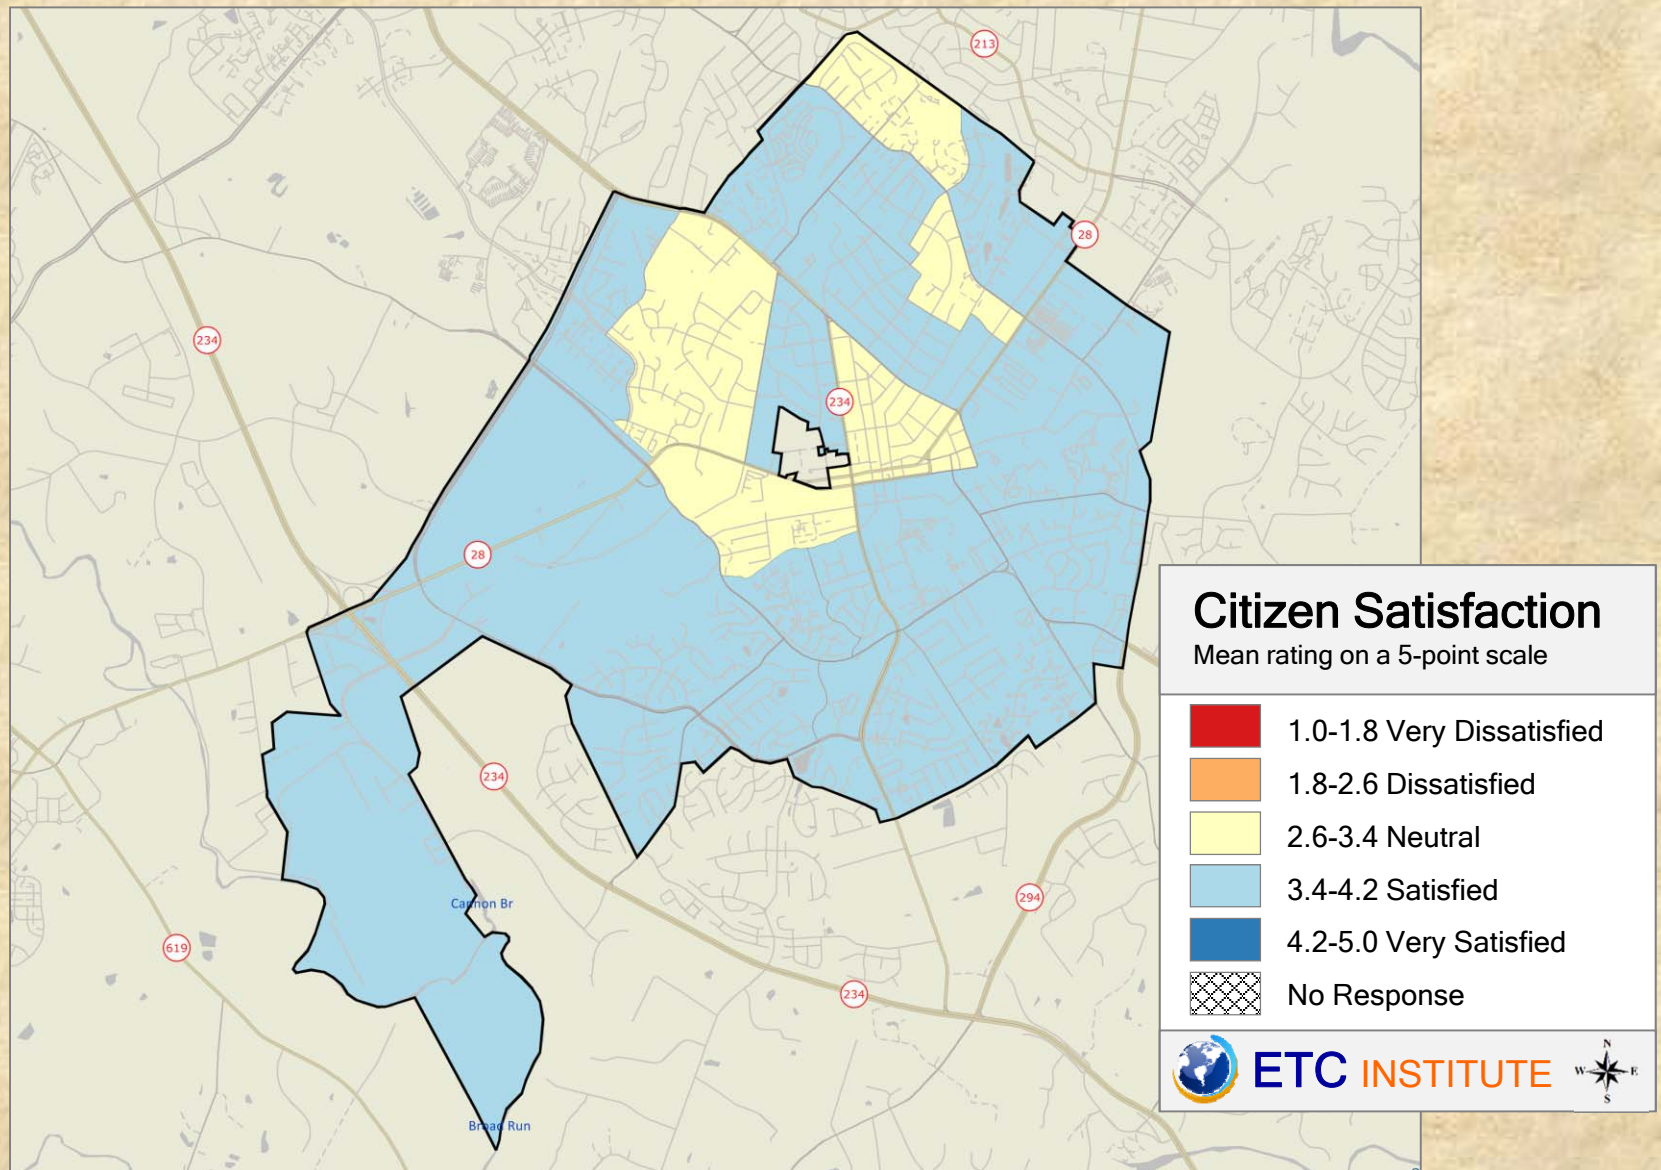 213
28
234
234
28
Citizen Satisfaction
Mean rating on a 5-point scale
1.0-1.8 Very Dissatisfied
1.8-2.6 Dissatisfied
2.6-3.4 Neutral
3.4-4.2 Satisfied
4.2-5.0 Very Satisfied
No Response
ETC INSTITUTE
N
W E
S
234
294
Cannon Br
619
234
Broad Run